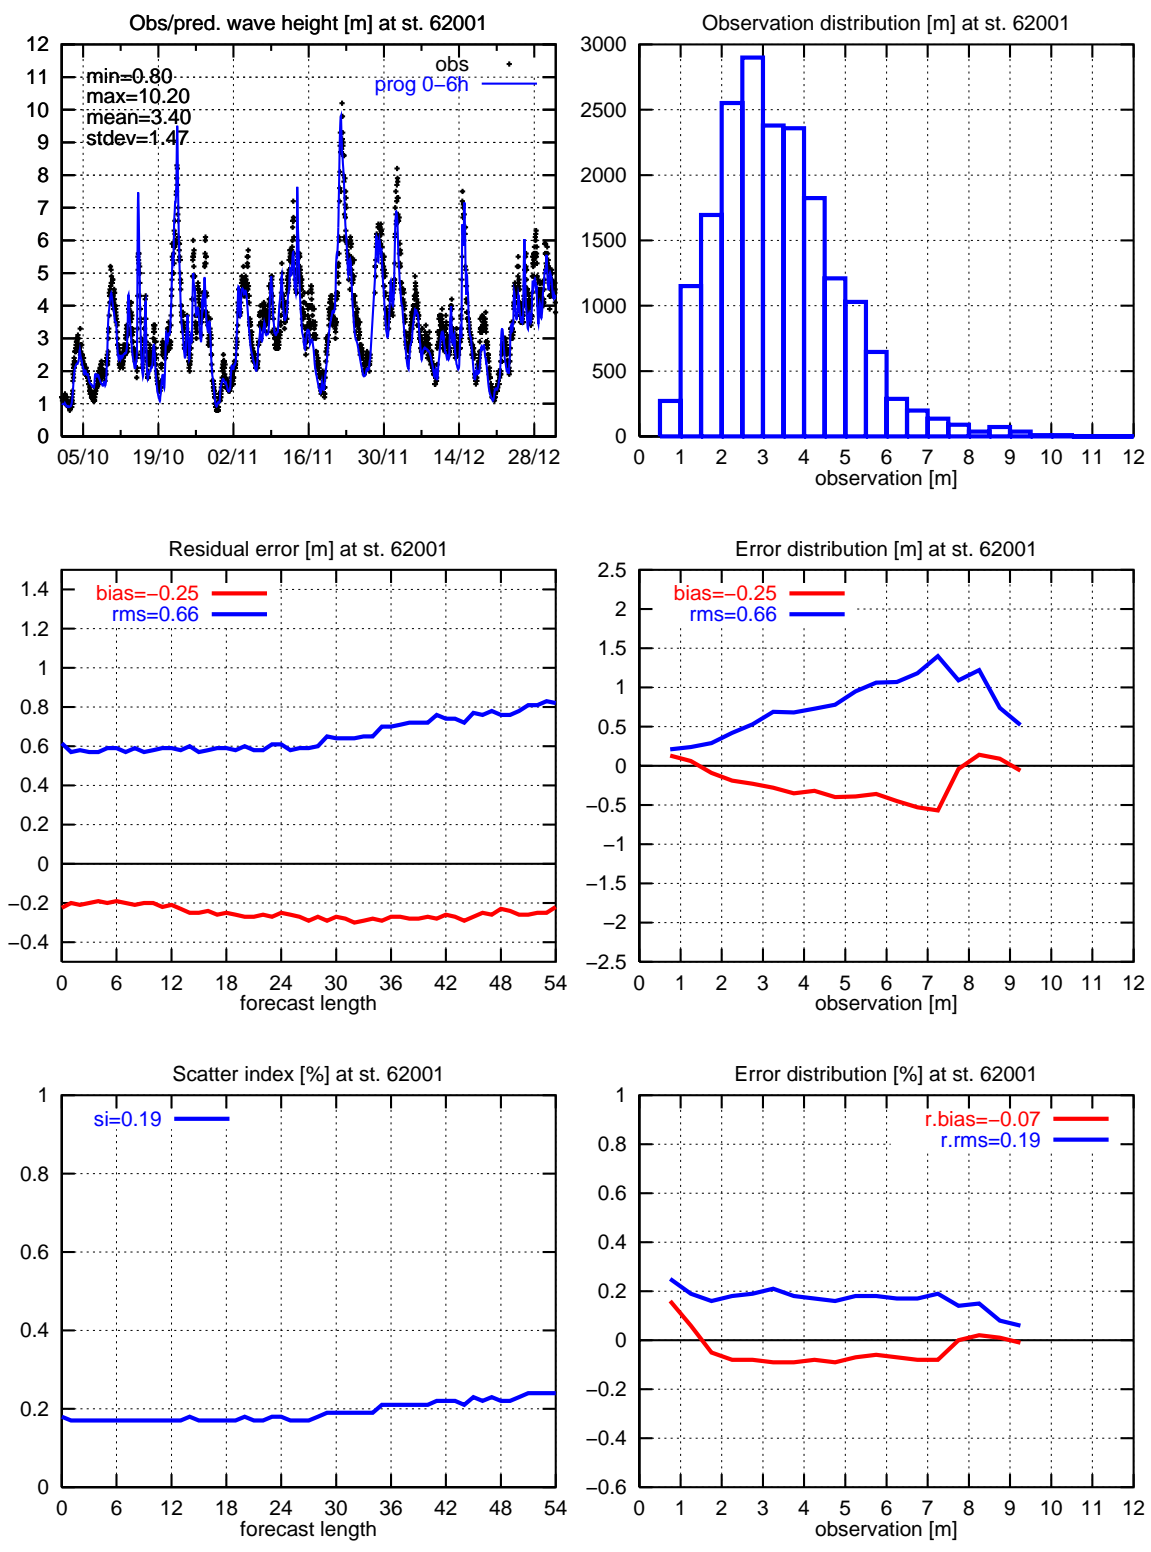 Obs/pred. wave height [m] at st. 62001
12
11
10
9
8
7
6
5
4
3
2
1
0
min=0.80
max=10.20
mean=3.40
stdev=1.47
obs
prog 0−6h
05/10 19/10 02/11 16/11 30/11 14/12 28/12
Observation distribution [m] at st. 62001
3000
2500
2000
1500
1000
500
0
0 1 2 3 4 5 6 7 8 9 10 11 12
observation [m]
Residual error [m] at st. 62001
1.4
1.2
1
0.8
0.6
0.4
0.2
0
−0.2
−0.4
bias=−0.25
rms=0.66
0 6 12 18 24 30 36 42 48 54
forecast length
Error distribution [m] at st. 62001
2.5
2
1.5
1
0.5
0
−0.5
−1
−1.5
−2
−2.5
bias=−0.25
rms=0.66
0 1 2 3 4 5 6 7 8 9 10 11 12
observation [m]
Scatter index [%] at st. 62001
1
0.8
0.6
0.4
0.2
0
si=0.19
0 6 12 18 24 30 36 42 48 54
forecast length
Error distribution [%] at st. 62001
1
0.8
0.6
0.4
0.2
0
−0.2
−0.4
−0.6
r.bias=−0.07
r.rms=0.19
0 1 2 3 4 5 6 7 8 9 10 11 12
observation [m]